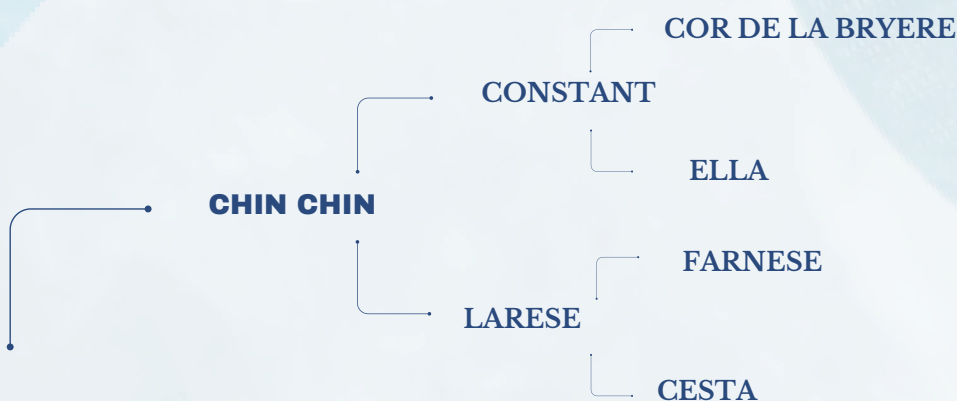 COR DE LA BRYERE
CONSTANT
ELLA
CHIN CHIN
FARNESE
LARESE
CESTA